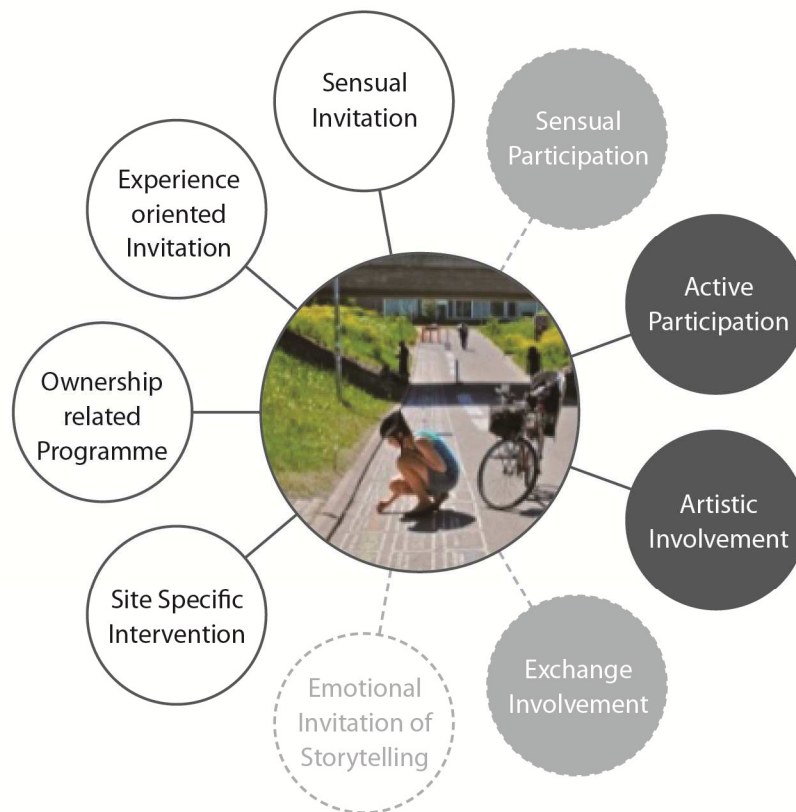 Sensual
Invitation
Sensual
Participation
Experience
oriented
Invitation
Active
Participation
Ownership
related
Programme
Artistic
Involvement
Site Specific
Intervention
Exchange
Involvement
Emotional
Invitation of
Storytelling